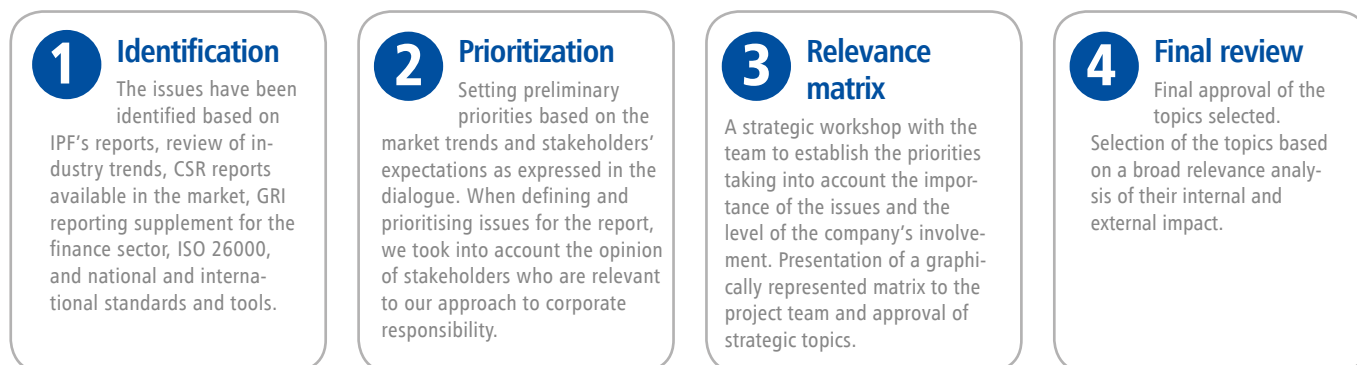 1
Identification
The issues have been
identified based on
IPF's reports, review of in-
dustry trends, CSR reports
available in the market, GRI
reporting supplement for the
finance sector, ISO 26000,
and national and interna-
tional standards and tools.
2
Prioritization
Setting preliminary
priorities based on the
market trends and stakeholders'
expectations as expressed in the
dialogue. When defining and
prioritising issues for the report,
we took into account the opinion
of stakeholders who are relevant
to our approach to corporate
responsibility.
3
Relevance
matrix
A strategic workshop with the
team to establish the priorities
taking into account the impor-
tance of the issues and the
level of the company's involve-
ment. Presentation of a graphi-
cally represented matrix to the
project team and approval of
strategic topics.
4
Final review
Final approval of the
topics selected.
Selection of the topics based
on a broad relevance analy-
sis of their internal and
external impact.